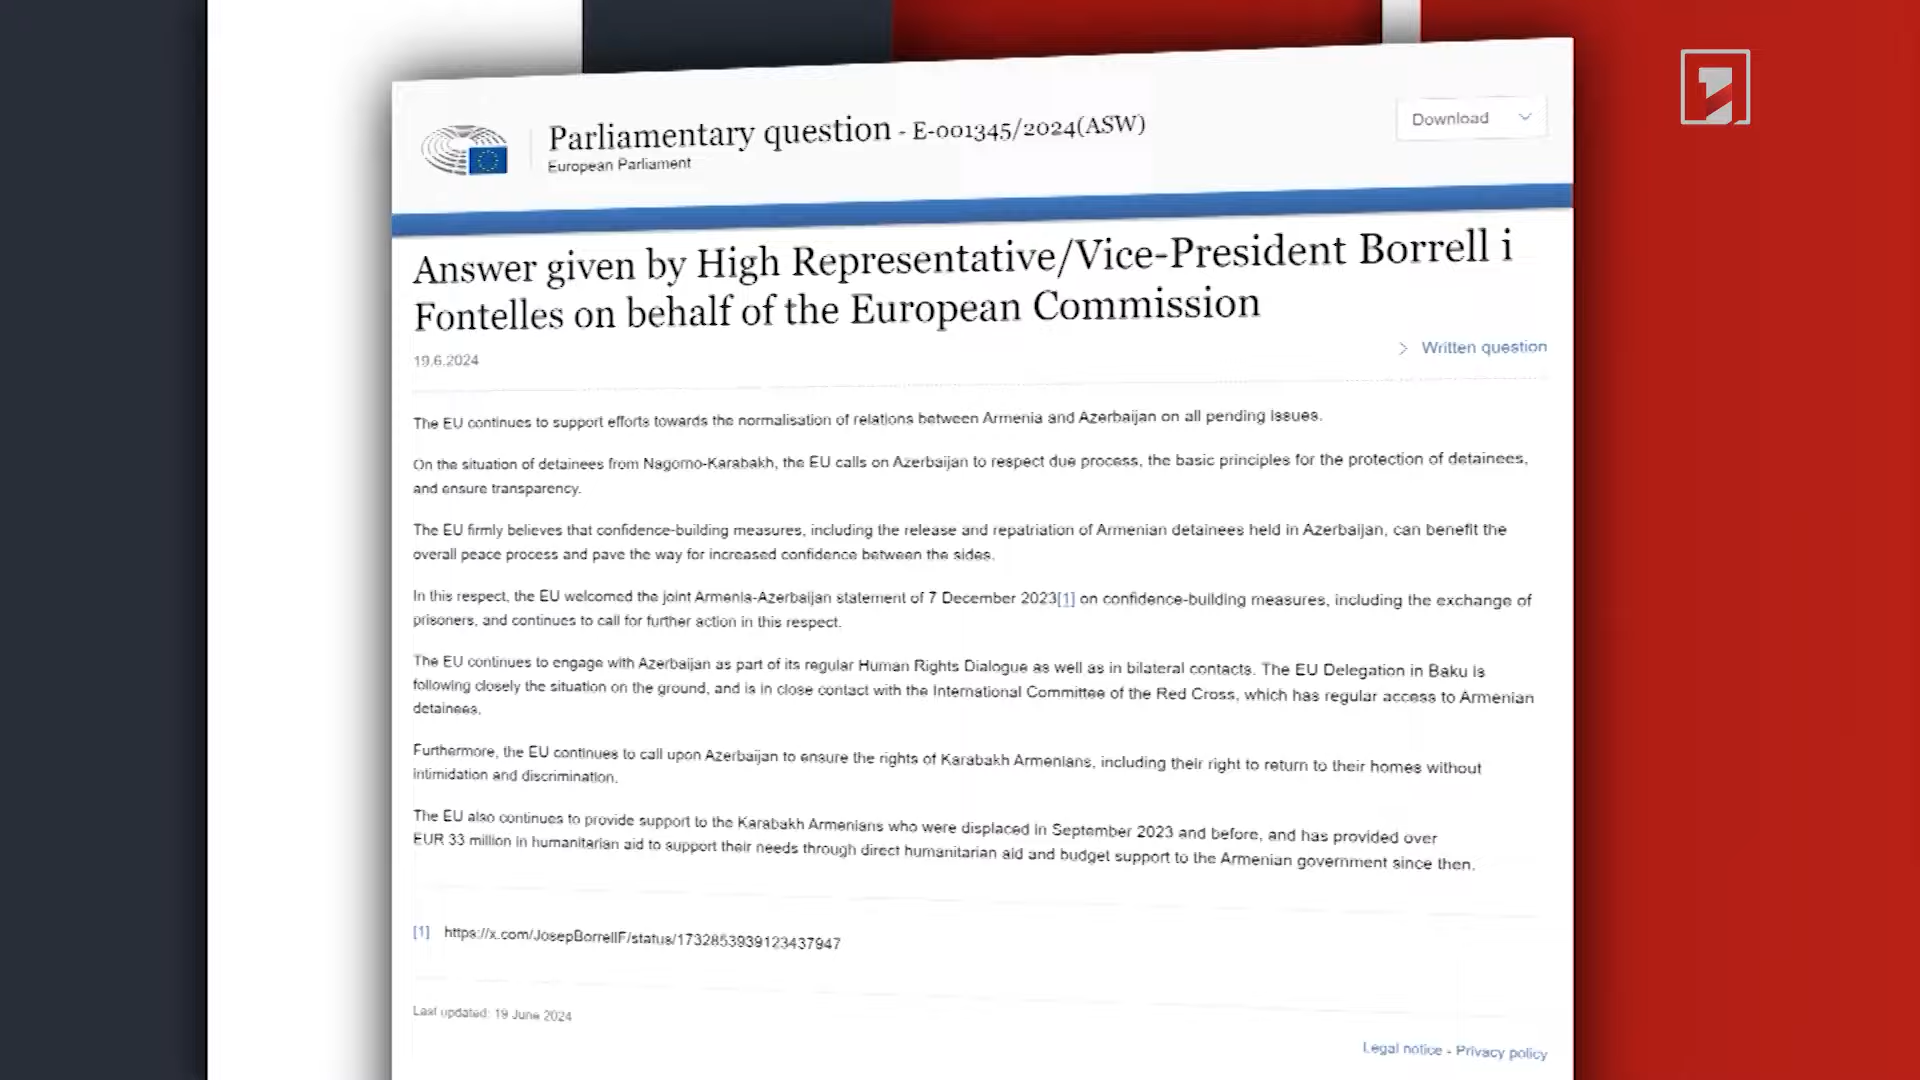 Parliamentary question - E-001345/2024(ASW)
European Parliament
Download
Answer given by High Representative/Vice-President Borrell i
Fontelles on behalf of the European Commission
19.6.2024
Written question
The EU continues to support efforts towards the normalisation of relations between Armenia and Azerbaijan on all pending issues.
On the situation of detainees from Nagorno-Karabakh, the EU calls on Azerbaijan to respect due process, the basic principles for the protection of detainees,
and ensure transparency.
The EU firmly believes that confidence-building measures, including the release and repatriation of Armenian detainees held in Azerbaijan, can benefit the
overall peace process and pave the way for increased confidence between the sides.
In this respect, the EU welcomed the joint Armenia-Azerbaijan statement of 7 December 2023[1] on confidence-building measures, including the exchange of
prisoners, and continues to call for further action in this respect.
The EU continues to engage with Azerbaijan as part of its regular Human Rights Dialogue as well as in bilateral contacts. The EU Delegation in Baku is
following closely the situation on the ground, and is in close contact with the International Committee of the Red Cross, which has regular access to Armenian
detainees.
Furthermore, the EU continues to call upon Azerbaijan to ensure the rights of Karabakh Armenians, including their right to return to their homes without
intimidation and discrimination.
The EU also continues to provide support to the Karabakh Armenians who were displaced in September 2023 and before, and has provided over
EUR 33 million in humanitarian aid to support their needs through direct humanitarian aid and budget support to the Armenian government since then.
[1] https://x.com/JosepBorrellF/status/1732853939123437947
Last updated: 19 June 2024
Legal notice - Privacy policy